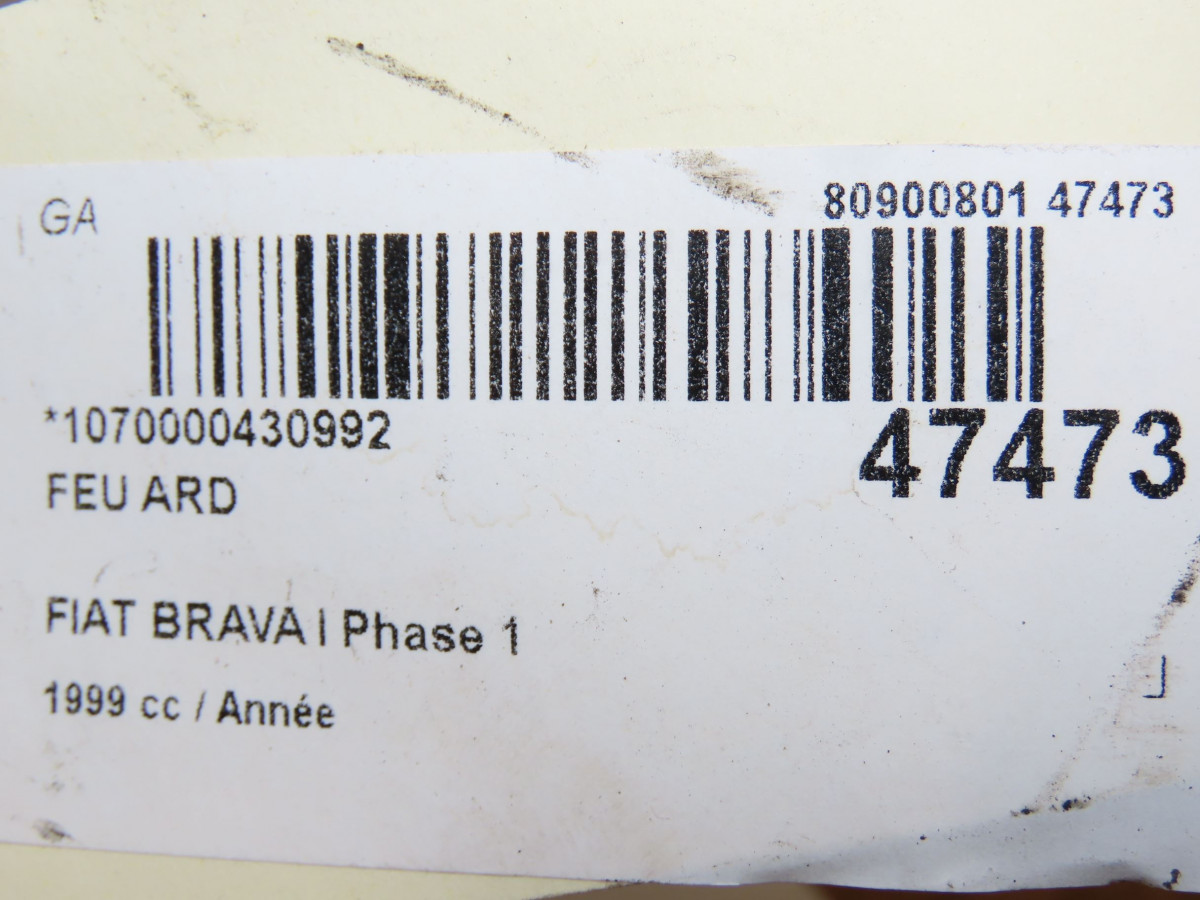 GA
80900801 47473
*1070000430992
47473
FEU ARD
FIAT BRAVA I Phase 1
1999 cc / Année